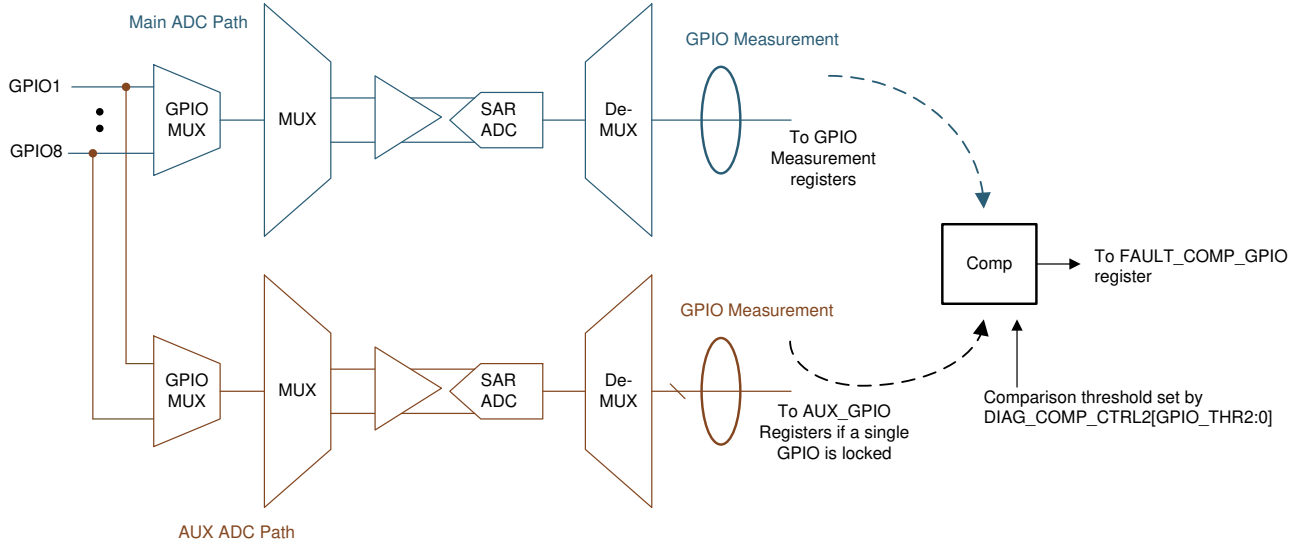 Main ADC Path
GPIO Measurement
GPIO1
GPIO8
GPIO
MUX
MUX
SAR
ADC
De-
MUX
To GPIO
Measurement
registers
Comp
To FAULT_COMP_GPIO
register
GPIO Measurement
GPIO
MUX
MUX
SAR
ADC
De-
MUX
To AUX_GPIO
Registers if a single
GPIO is locked
Comparison threshold set by
DIAG_COMP_CTRL2[GPIO_THR2:0]
AUX ADC Path